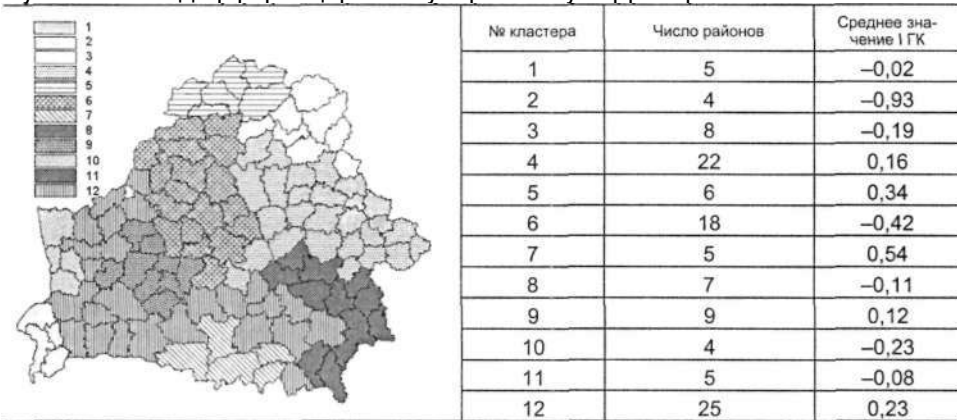 1
2
3
4
5
6
7
8
9
10
11
12
№ кластера Число районов Среднее зна-
чение I ГК
1 5 –0,02
2 4 –0,93
3 8 –0,19
4 22 0,16
5 6 0,34
6 18 –0,42
7 5 0,54
8 7 –0,11
9 9 0,12
10 4 –0,23
11 5 –0,08
12 25 0,23